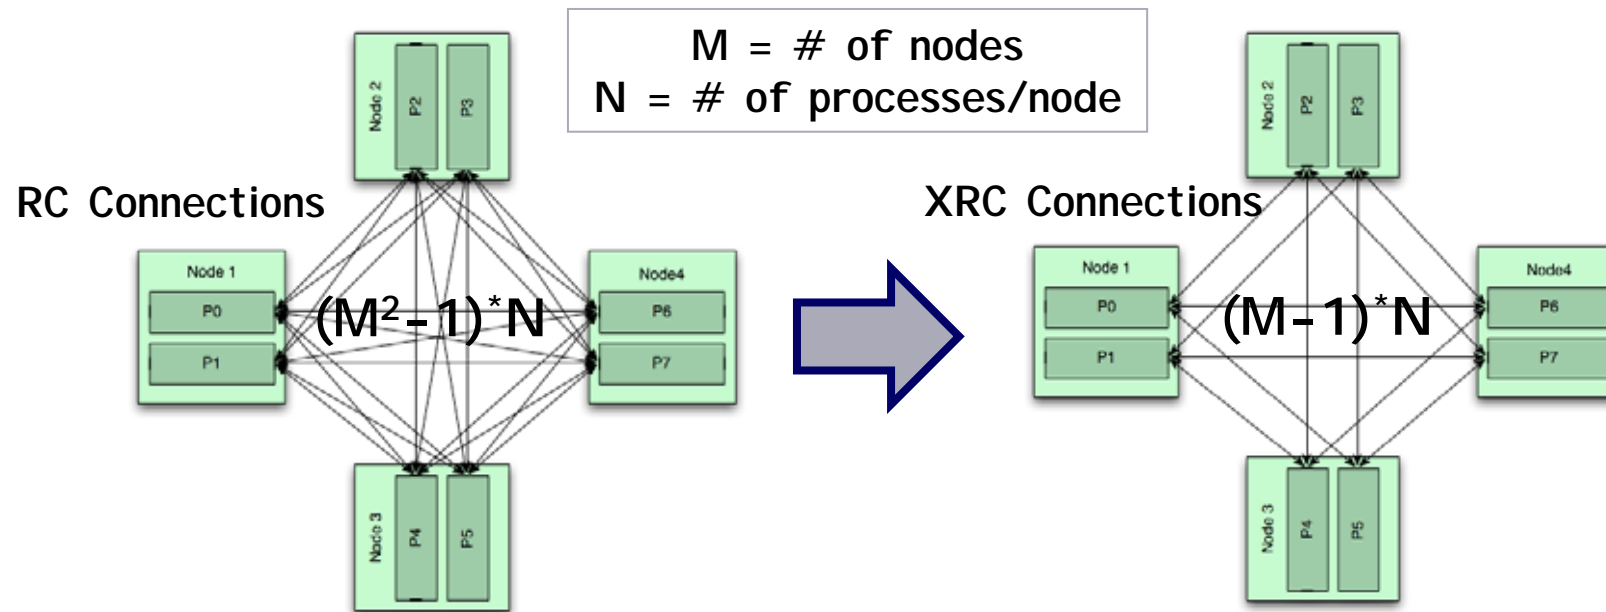 M = # of nodes
N = # of processes/node
RC Connections
Node 2
P2
P3
Node 1
P0
P1
(M²-1)*N
Node4
P6
P7
Node 3
P4
P5
XRC Connections
Node 2
P2
P3
Node 1
P0
P1
(M-1)*N
Node4
P6
P7
Node 3
P4
P5